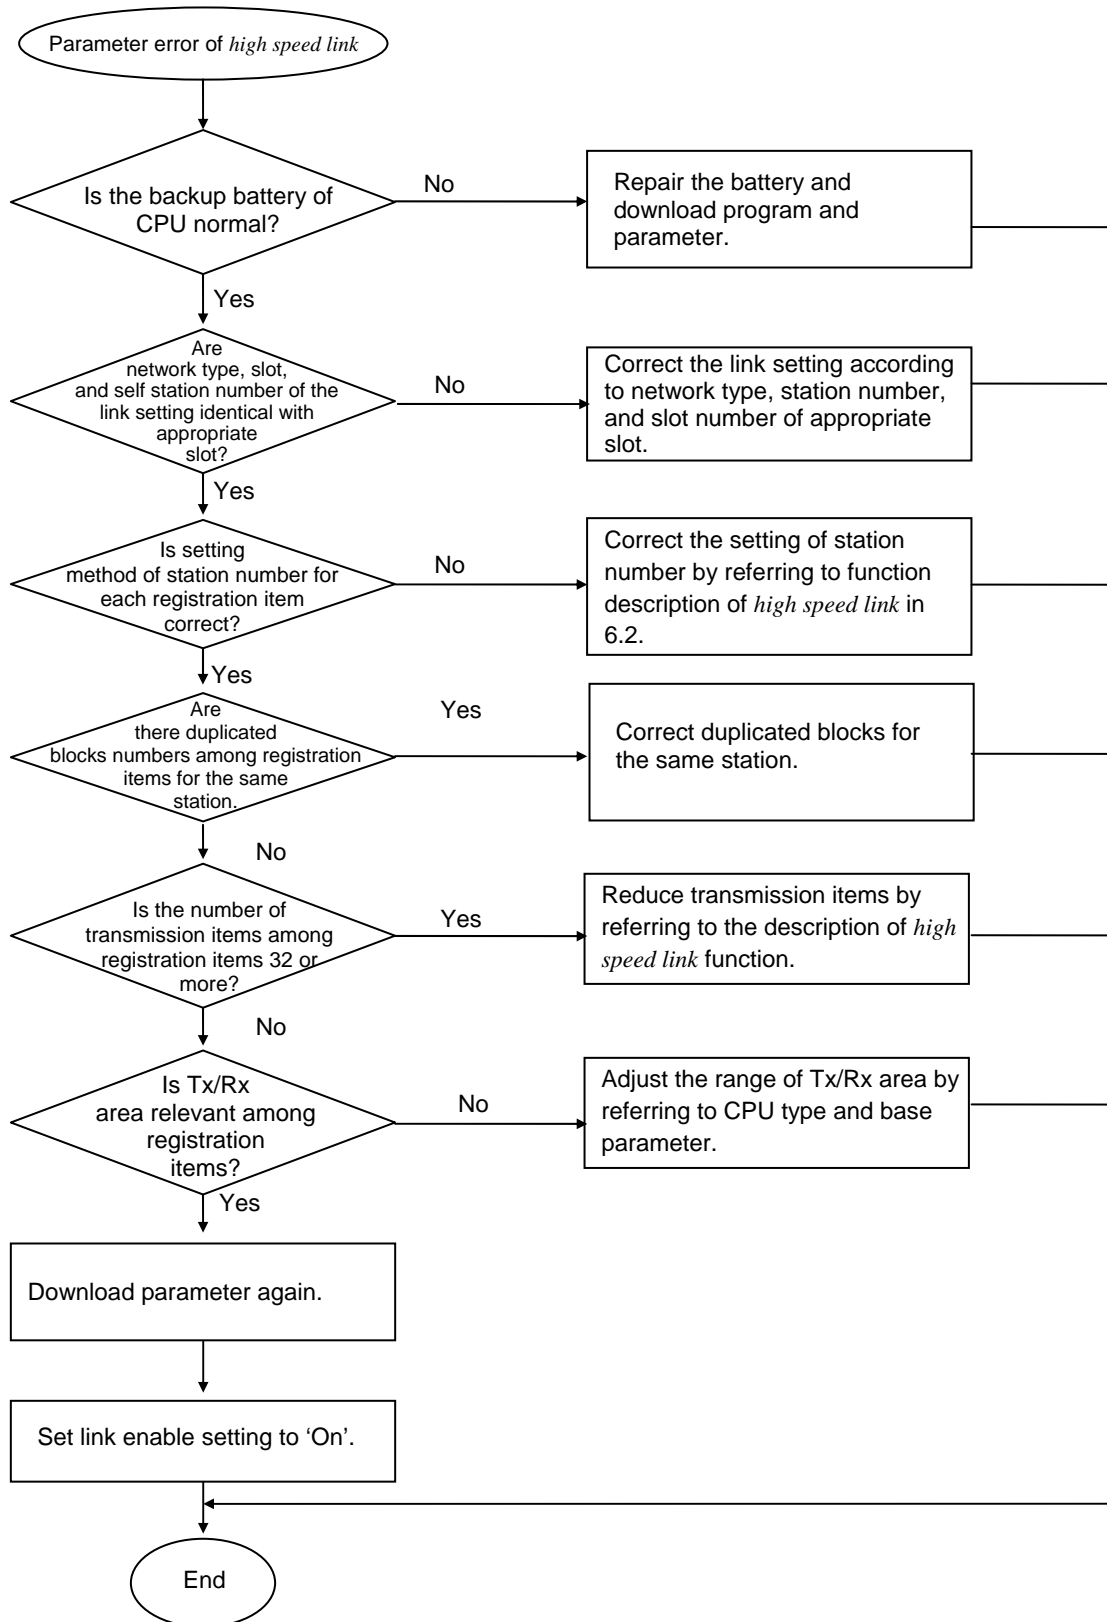 Parameter error of high speed link
Is the backup battery of
CPU normal?
No
Repair the battery and
download program and
parameter.
Yes
Are
network type, slot,
and self station number of the
link setting identical with
appropriate
slot?
No
Correct the link setting according
to network type, station number,
and slot number of appropriate
slot.
Yes
Is setting
method of station number for
each registration item
correct?
No
Correct the setting of station
number by referring to function
description of high speed link in
6.2.
Yes
Are
there duplicated
blocks numbers among registration
items for the same
station.
Yes
Correct duplicated blocks for
the same station.
No
Is the number of
transmission items among
registration items 32 or
more?
Yes
Reduce transmission items by
referring to the description of high
speed link function.
No
Is Tx/Rx
area relevant among
registration
items?
No
Adjust the range of Tx/Rx area by
referring to CPU type and base
parameter.
Yes
Download parameter again.
Set link enable setting to ‘On’.
End